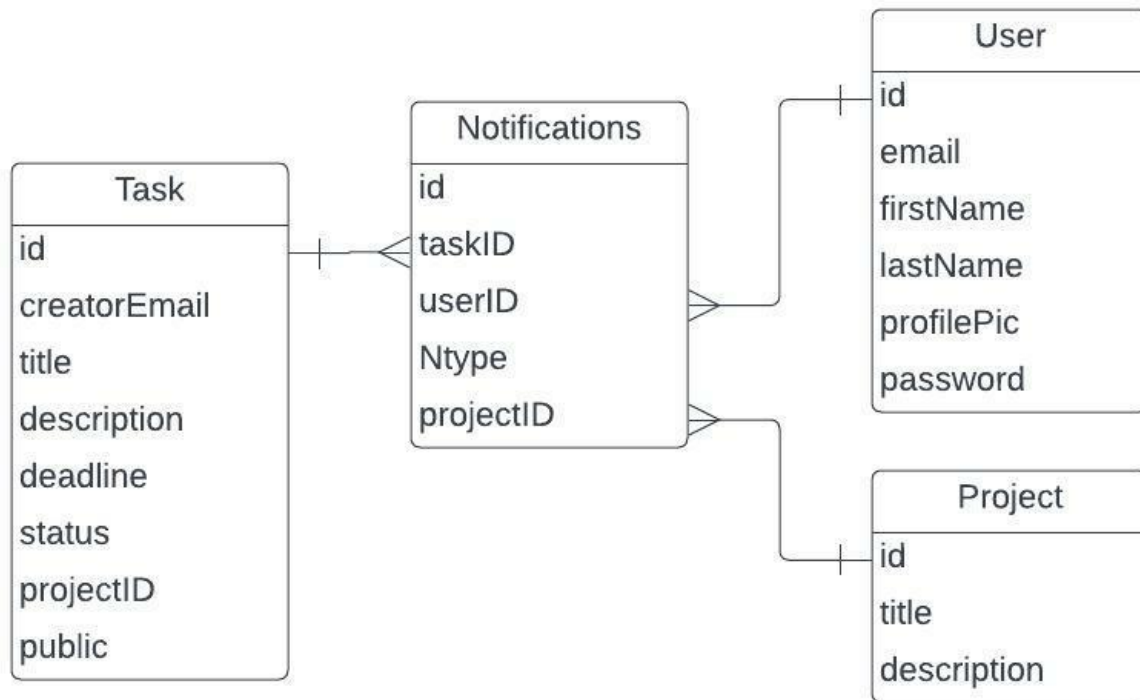 Task
id
creatorEmail
title
description
deadline
status
projectID
public
Notifications
id
taskID
userID
Ntype
projectID
User
id
email
firstName
lastName
profilePic
password
Project
id
title
description